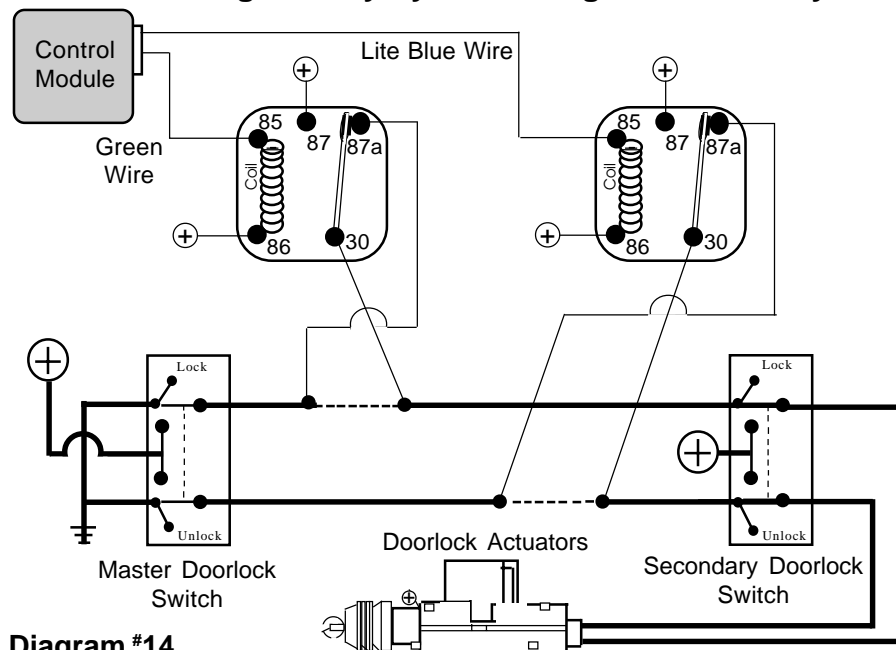 Control
Module
Lite Blue Wire
Green
Wire
85
87
87a
Coil
86
30
85
87
87a
Coil
86
30
Lock
Unlock
Master Doorlock
Switch
Lock
Unlock
Secondary Doorlock
Switch
Doorlock Actuators
Diagram #14